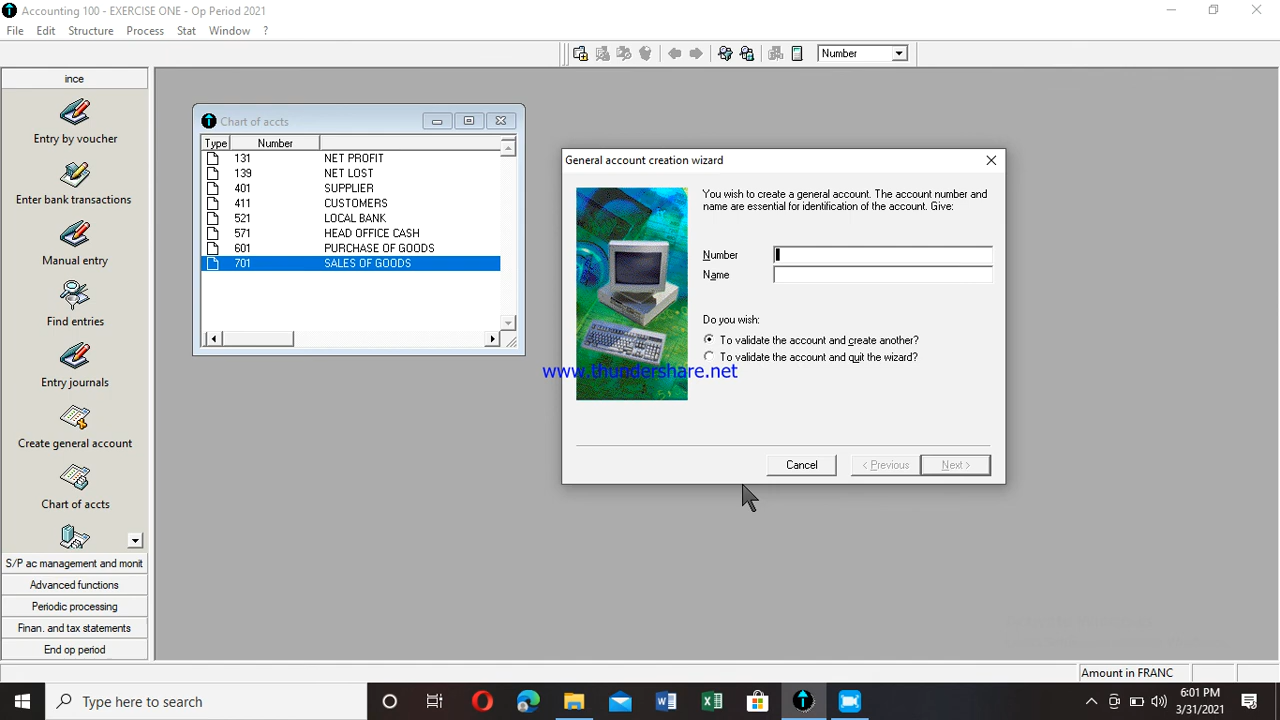 Accounting 100 - EXERCISE ONE - Op Period 2021
File Edit Structure Process Stat Window ?
Number
ince
Entry by voucher
Enter bank transactions
Manual entry
Find entries
Entry journals
Create general account
Chart of accts
S/P ac management and monit
Advanced functions
Periodic processing
Finan. and tax statements
End op period
Chart of accts
Type Number
131 NET PROFIT
139 NET LOST
401 SUPPLIER
411 CUSTOMERS
521 LOCAL BANK
571 HEAD OFFICE CASH
601 PURCHASE OF GOODS
701 SALES OF GOODS
General account creation wizard
You wish to create a general account. The account number and
name are essential for identification of the account. Give:
Number
Name
Do you wish:
To validate the account and create another?
To validate the account and quit the wizard?
www.thundershare.net
Cancel < Previous Next >
Amount in FRANC
Type here to search
6:01 PM
3/31/2021